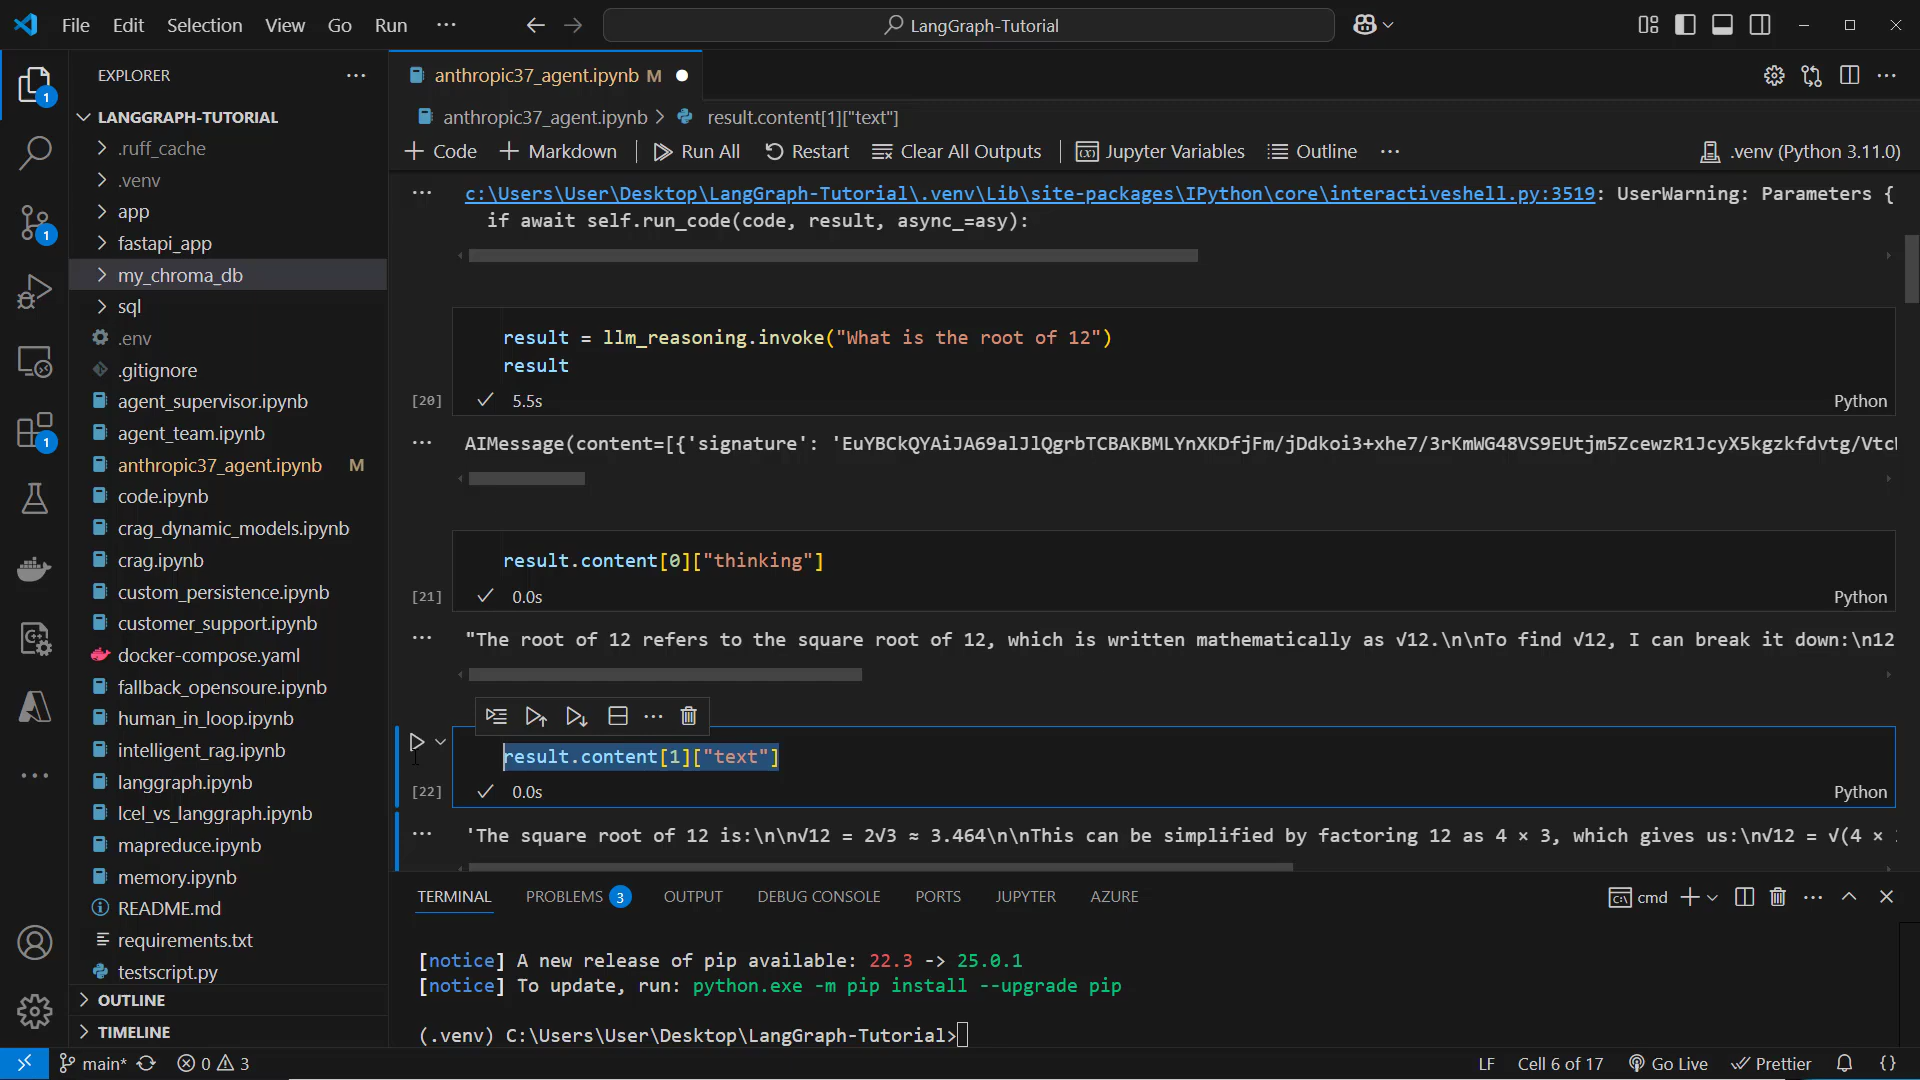 File Edit Selection View Go Run ···
LangGraph-Tutorial
EXPLORER
LANGGRAPH-TUTORIAL
.ruff_cache
.venv
app
fastapi_app
my_chroma_db
sql
.env
.gitignore
agent_supervisor.ipynb
agent_team.ipynb
anthropic37_agent.ipynb M
code.ipynb
crag_dynamic_models.ipynb
crag.ipynb
custom_persistence.ipynb
customer_support.ipynb
docker-compose.yaml
fallback_opensoure.ipynb
human_in_loop.ipynb
intelligent_rag.ipynb
langgraph.ipynb
lcel_vs_langgraph.ipynb
mapreduce.ipynb
memory.ipynb
README.md
requirements.txt
testscript.py
OUTLINE
TIMELINE
1
1
1
anthropic37_agent.ipynb M
anthropic37_agent.ipynb > result.content[1]["text"]
+ Code + Markdown Run All Restart Clear All Outputs Jupyter Variables Outline ··· .venv (Python 3.11.0)
c:\Users\User\Desktop\LangGraph-Tutorial\.venv\Lib\site-packages\IPython\core\interactiveshell.py:3519: UserWarning: Parameters {
if await self.run_code(code, result, async_=asy):
result = llm_reasoning.invoke("What is the root of 12")
result
[20] 5.5s Python
AIMessage(content=[{'signature': 'EuYBCkQYAiJA69alJlQgrbTCBAKBMLYnXKDfjFm/jDdkoi3+xhe7/3rKmWG48VS9EUtjm5ZcewzR1JcyX5kgzkfdvtg/Vtc
result.content[0]["thinking"]
[21] 0.0s Python
"The root of 12 refers to the square root of 12, which is written mathematically as √12.\n\nTo find √12, I can break it down:\n12
result.content[1]["text"]
[22] 0.0s Python
'The square root of 12 is:\n\n√12 = 2√3 ≈ 3.464\n\nThis can be simplified by factoring 12 as 4 × 3, which gives us:\n√12 = √(4 ×
TERMINAL PROBLEMS 3 OUTPUT DEBUG CONSOLE PORTS JUPYTER AZURE cmd
[notice] A new release of pip available: 22.3 -> 25.0.1
[notice] To update, run: python.exe -m pip install --upgrade pip
(.venv) C:\Users\User\Desktop\LangGraph-Tutorial>
main* 0 3 LF Cell 6 of 17 Go Live Prettier {}